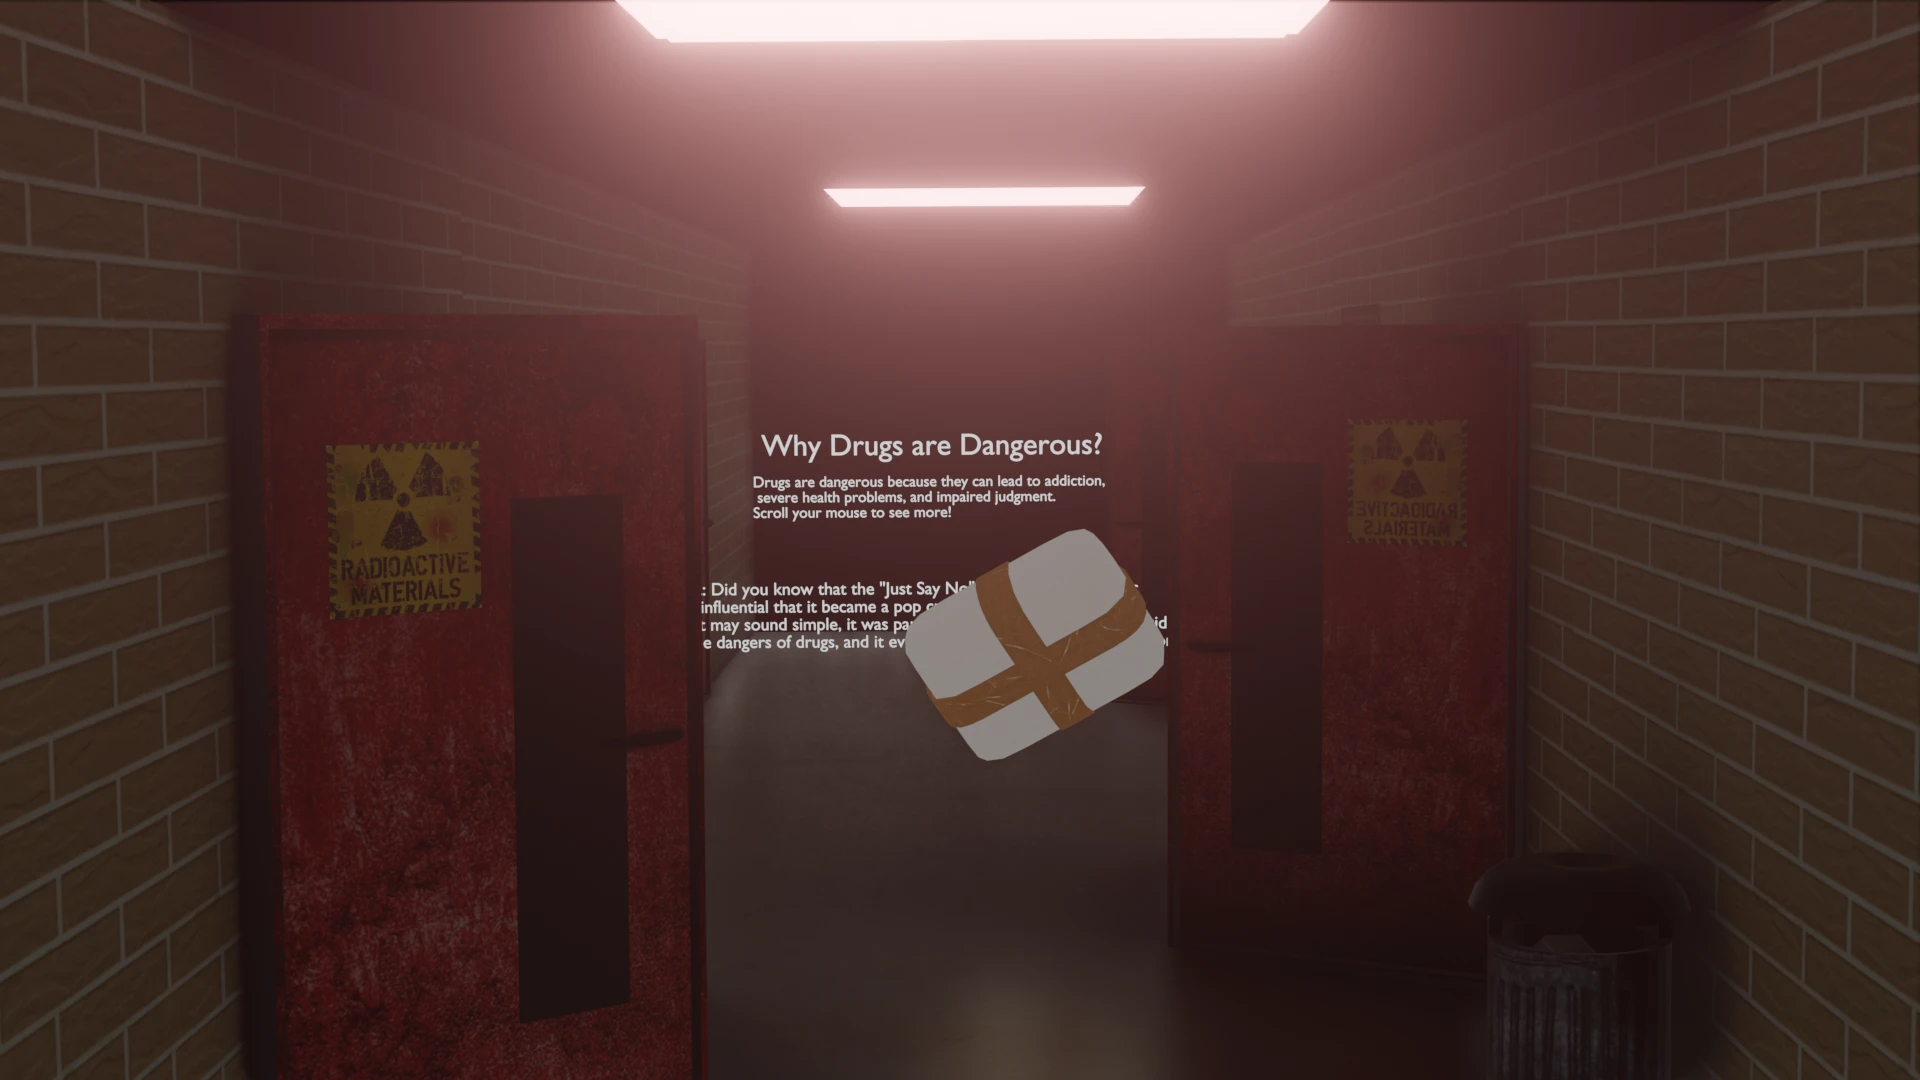 Why Drugs are Dangerous?
Drugs are dangerous because they can lead to addiction,
severe health problems, and impaired judgment.
Scroll your mouse to see more!
RADIOACTIVE
MATERIALS
RADIOACTIVE
MATERIALS
: Did you know that the "Just Say No"
influential that it became a pop
t may sound simple, it was
e dangers of drugs, and it